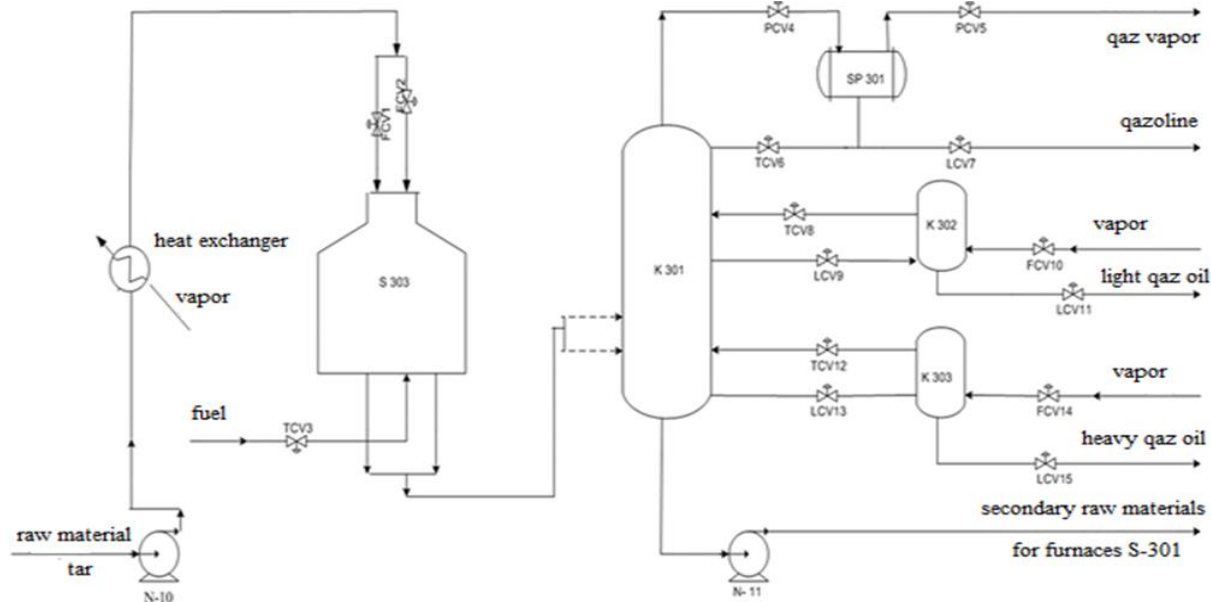 PCV4
PCV5
qaz vapor
SP 301
FCV1
FCV2
qazoline
TCV6
LCV7
heat exchanger
K 302
vapor
TCV8
FCV10
K 301
S 303
LCV9
light qaz oil
vapor
LCV11
TCV12
K 303
vapor
fuel
LCV13
FCV14
TCV3
heavy qaz oil
LCV15
secondary raw materials
raw material
for furnaces S-301
tar
N-10
N- 11